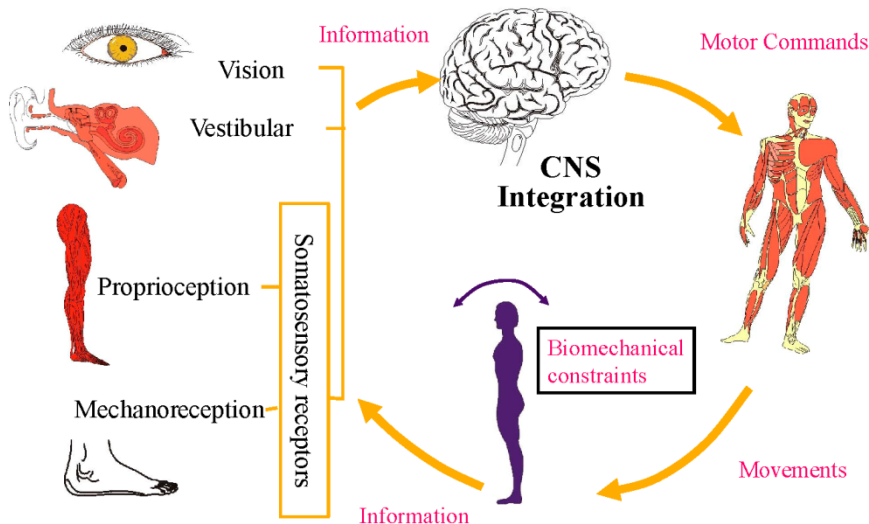 Information
Motor Commands
Vision
Vestibular
CNS
Integration
Somatosensory receptors
Proprioception
Mechanoreception
Biomechanical
constraints
Movements
Information